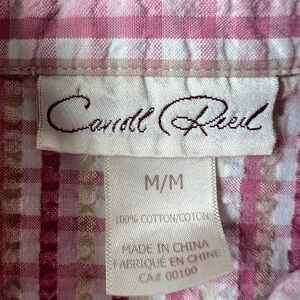 Carroll Reed
M/M
100% COTTON/COTON
MADE IN CHINA
FABRIQUÉ EN CHINE
CA# 00100